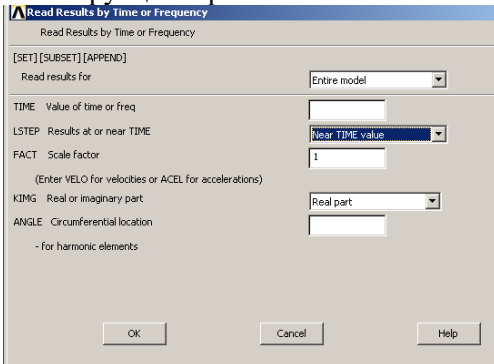 Read Results by Time or Frequency
Read Results by Time or Frequency
[SET] [SUBSET] [APPEND]
Read results for Entire model
TIME Value of time or freq
LSTEP Results at or near TIME Near TIME value
FACT Scale factor 1
(Enter VELO for velocities or ACEL for accelerations)
KIMG Real or imaginary part Real part
ANGLE Circumferential location
- for harmonic elements
OK Cancel Help